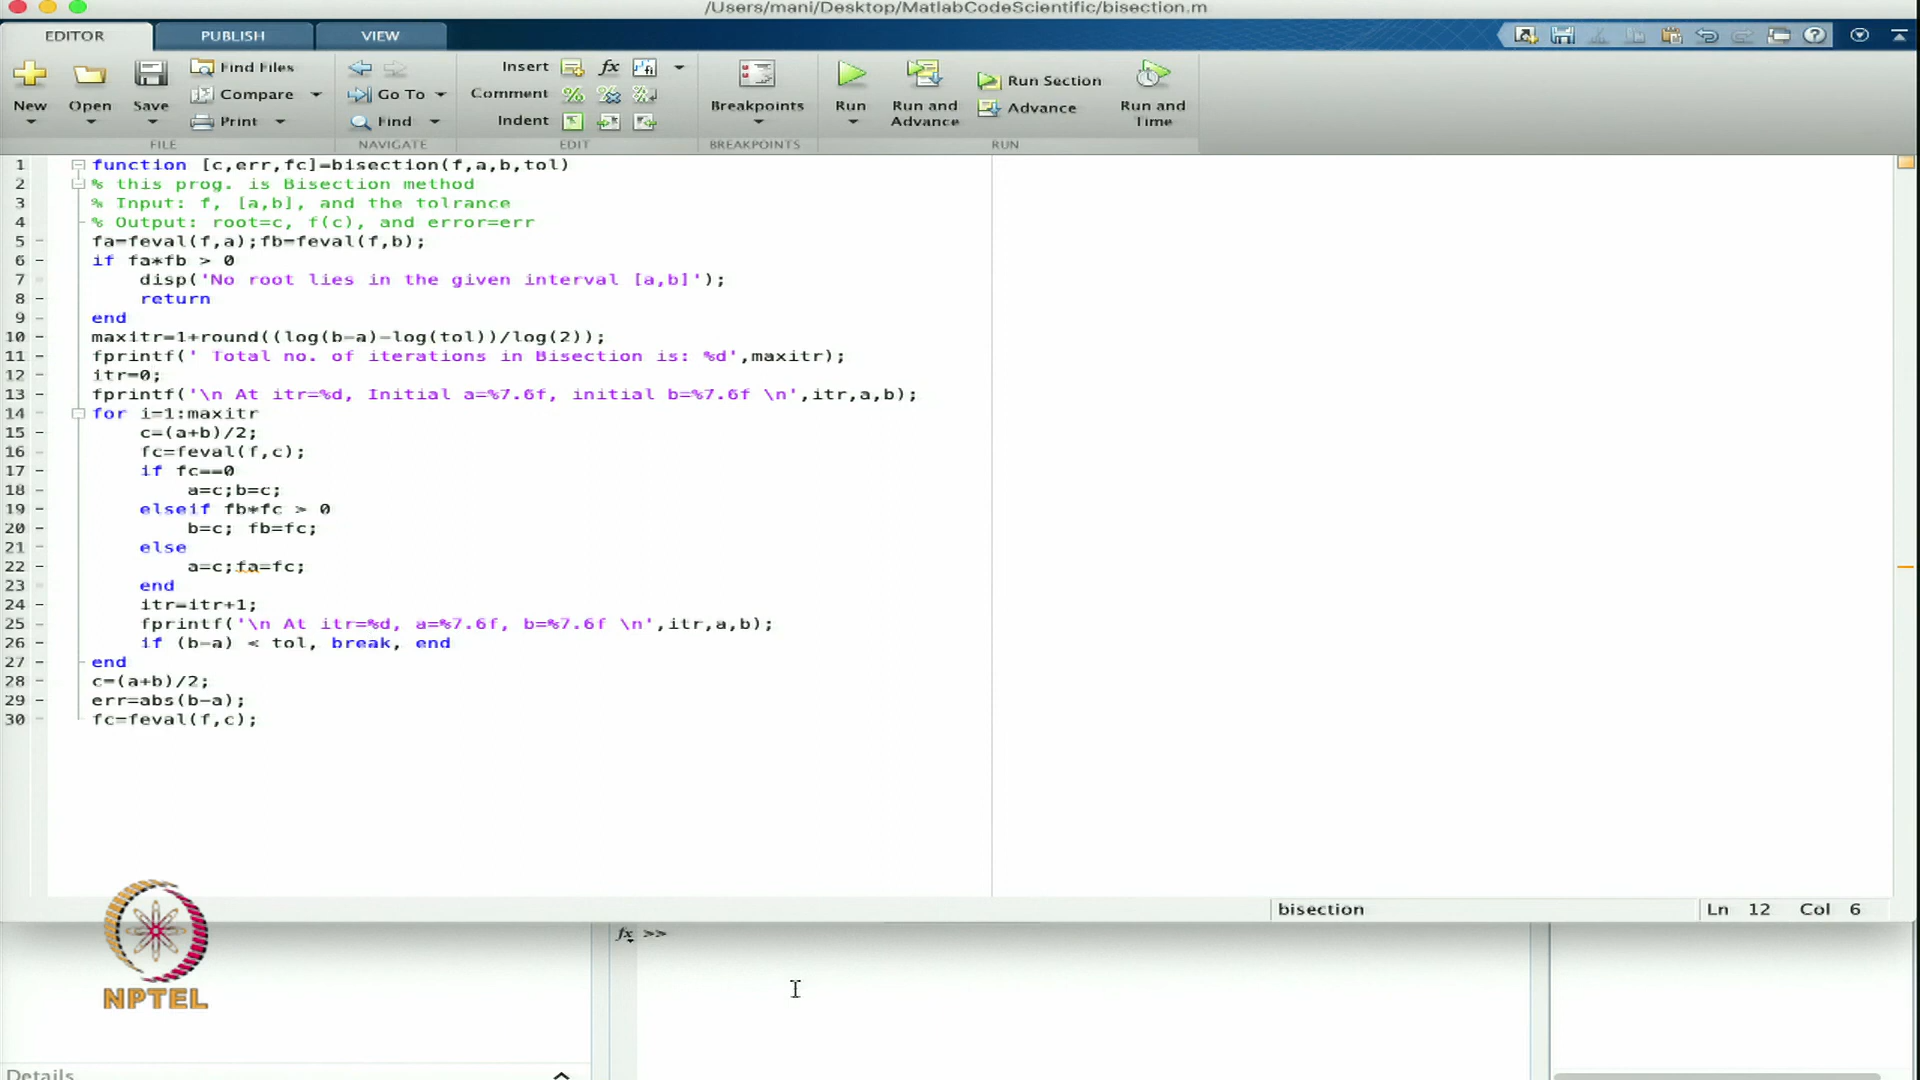 /Users/mani/Desktop/MatlabCodeScientific/bisection.m
EDITOR PUBLISH VIEW
New Open Save Find Files Compare Print Go To Find Insert Comment Indent fx Breakpoints Run Run and Advance Run Section Advance Run and Time
FILE NAVIGATE EDIT BREAKPOINTS RUN
1 function [c,err,fc]=bisection(f,a,b,tol)
2 % this prog. is Bisection method
3 % Input: f, [a,b], and the tolrance
4 % Output: root=c, f(c), and error=err
5 - fa=feval(f,a);fb=feval(f,b);
6 - if fa*fb > 0
7 - disp('No root lies in the given interval [a,b]');
8 - return
9 - end
10 - maxitr=1+round((log(b-a)-log(tol))/log(2));
11 - fprintf(' Total no. of iterations in Bisection is: %d',maxitr);
12 - itr=0;
13 - fprintf('\n At itr=%d, Initial a=%7.6f, initial b=%7.6f \n',itr,a,b);
14 - for i=1:maxitr
15 - c=(a+b)/2;
16 - fc=feval(f,c);
17 - if fc==0
18 - a=c;b=c;
19 - elseif fb*fc > 0
20 - b=c; fb=fc;
21 - else
22 - a=c;fa=fc;
23 - end
24 - itr=itr+1;
25 - fprintf('\n At itr=%d, a=%7.6f, b=%7.6f \n',itr,a,b);
26 - if (b-a) < tol, break, end
27 - end
28 - c=(a+b)/2;
29 - err=abs(b-a);
30 - fc=feval(f,c);
bisection Ln 12 Col 6
fx >>
NPTEL
Details